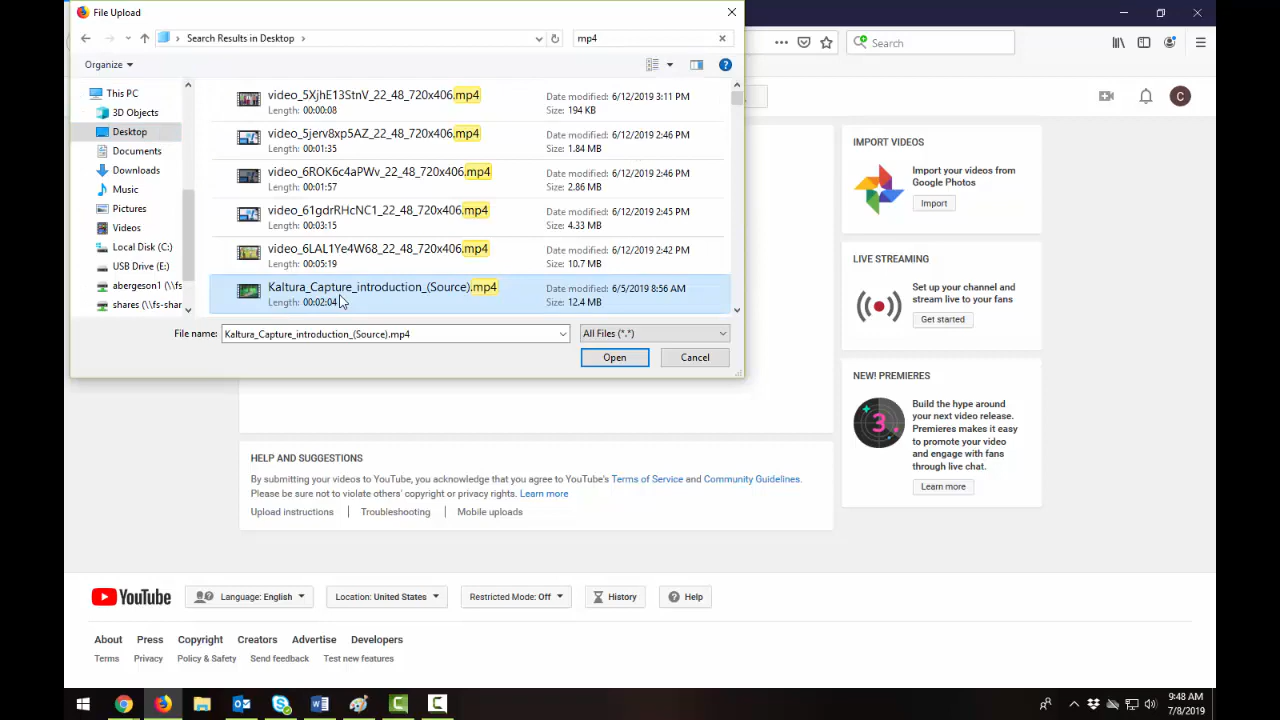 File Upload
Search Results in Desktop
mp4
Organize
This PC
3D Objects
Desktop
Documents
Downloads
Music
Pictures
Videos
Local Disk (C:)
USB Drive (E:)
abergeson1 (\\fs
shares (\\fs-shar
video_5XjhE13StnV_22_48_720x406.mp4
Length: 00:00:08
Date modified: 6/12/2019 3:11 PM
Size: 194 KB
video_5jerv8xp5AZ_22_48_720x406.mp4
Length: 00:01:35
Date modified: 6/12/2019 2:46 PM
Size: 1.84 MB
video_6ROK6c4aPWv_22_48_720x406.mp4
Length: 00:01:57
Date modified: 6/12/2019 2:46 PM
Size: 2.86 MB
video_61gdrRHcNC1_22_48_720x406.mp4
Length: 00:03:15
Date modified: 6/12/2019 2:45 PM
Size: 4.33 MB
video_6LAL1Ye4W68_22_48_720x406.mp4
Length: 00:05:19
Date modified: 6/12/2019 2:42 PM
Size: 10.7 MB
Kaltura_Capture_introduction_(Source).mp4
Length: 00:02:04
Date modified: 6/5/2019 8:56 AM
Size: 12.4 MB
File name: Kaltura_Capture_introduction_(Source).mp4
All Files (*.*)
Open
Cancel
Search
C
IMPORT VIDEOS
Import your videos from
Google Photos
Import
LIVE STREAMING
Set up your channel and
stream live to your fans
Get started
NEW! PREMIERES
3
Build the hype around
your next video release.
Premieres makes it easy
to promote your video
and engage with fans
through live chat.
Learn more
HELP AND SUGGESTIONS
By submitting your videos to YouTube, you acknowledge that you agree to YouTube's Terms of Service and Community Guidelines.
Please be sure not to violate others' copyright or privacy rights. Learn more
Upload instructions
Troubleshooting
Mobile uploads
YouTube
Language: English
Location: United States
Restricted Mode: Off
History
Help
About Press Copyright Creators Advertise Developers
Terms Privacy Policy & Safety Send feedback Test new features
9:48 AM
7/8/2019